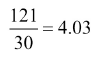 121/30 = 4.03